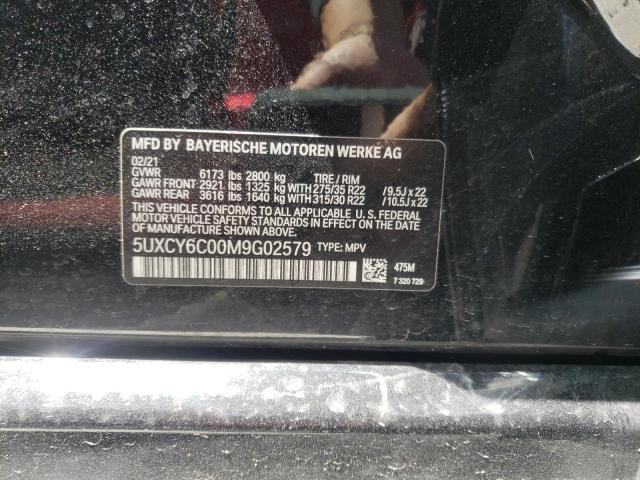 MFD BY BAYERISCHE MOTOREN WERKE AG
02/21
GVWR 6173 lbs 2800 kg TIRE / RIM
GAWR FRONT 2921 lbs 1325 kg WITH 275/35 R22 / 9.5J x 22
GAWR REAR 3616 lbs 1640 kg WITH 315/30 R22 / 10.5J x 22
THIS VEHICLE CONFORMS TO ALL APPLICABLE U. S. FEDERAL
MOTOR VEHICLE SAFETY STANDARDS IN EFFECT ON THE DATE
OF MANUFACTURE SHOWN ABOVE.
5UXCY6C00M9G02579 TYPE: MPV
475M
7 320 729